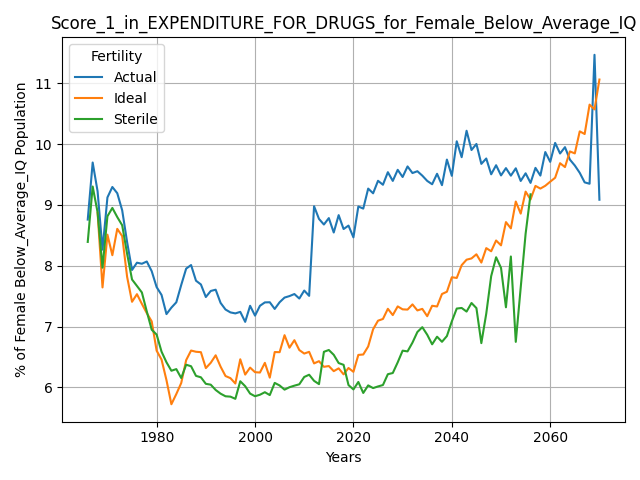 Score_1_in_EXPENDITURE_FOR_DRUGS_for_Female_Below_Average_IQ
Fertility
Actual
Ideal
Sterile
% of Female Below_Average_IQ Population
11
10
9
8
7
6
1980
2000
2020
2040
2060
Years